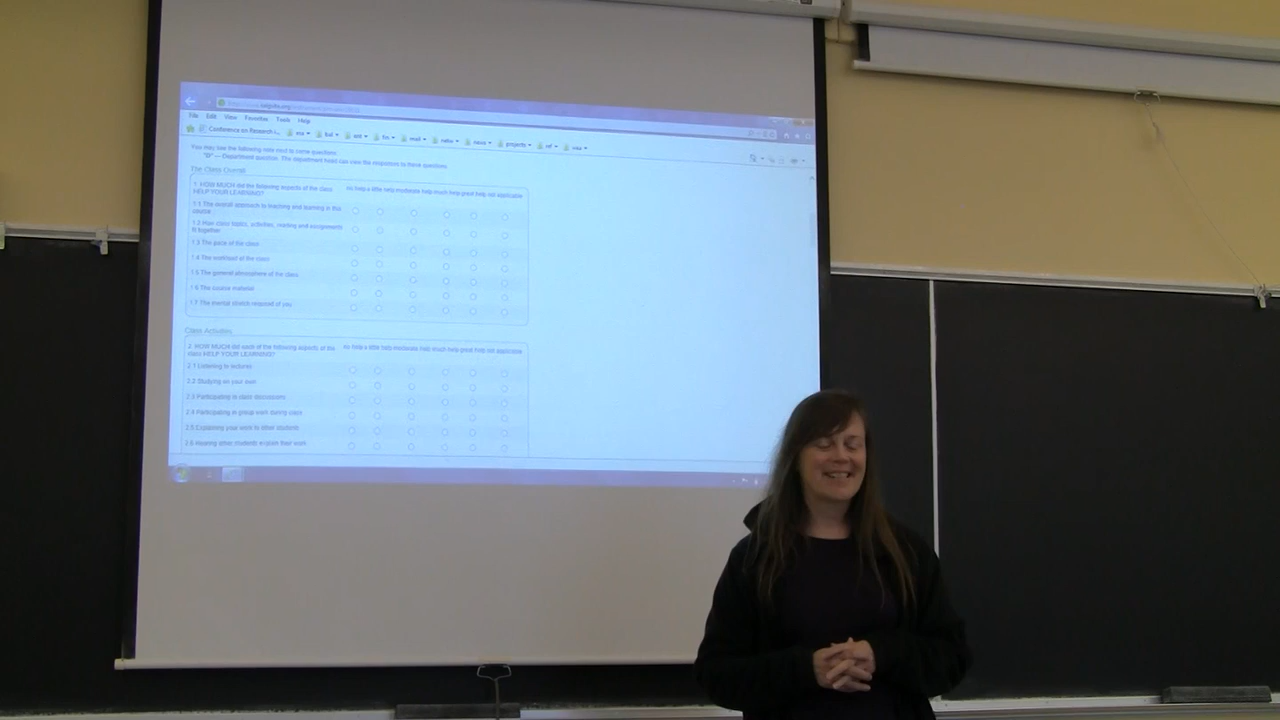 File Edit View Favorites Tools Help
Conference on Research
You may see the following note next to some questions:
"D" — Department question. The department head can view the responses to these questions.
The Class Overall
1. HOW MUCH did the following aspects of the class
HELP YOUR LEARNING?
no help a little help moderate help much help great help not applicable
1.1 The overall approach to teaching and learning in this
course
1.2 How class topics, activities, reading and assignments
fit together
1.3 The pace of the class
1.4 The workload of the class
1.5 The general atmosphere of the class
1.6 The course material
1.7 The mental stretch required of you
Class Activities
2. HOW MUCH did each of the following aspects of the
class HELP YOUR LEARNING?
no help a little help moderate help much help great help not applicable
2.1 Listening to lectures
2.2 Studying on your own
2.3 Participating in class discussions
2.4 Participating in group work during class
2.5 Explaining your work to other students
2.6 Hearing other students explain their work